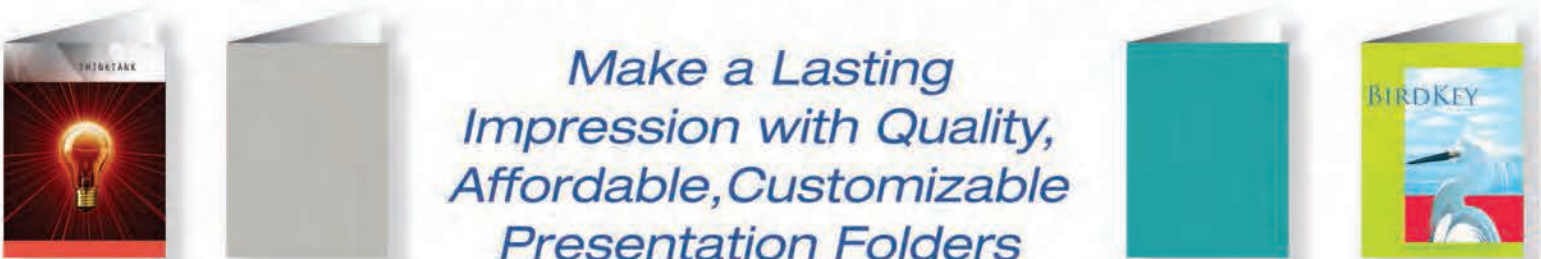 THINKTANK
Make a Lasting
Impression with Quality,
Affordable,Customizable
Presentation Folders
BIRDKEY